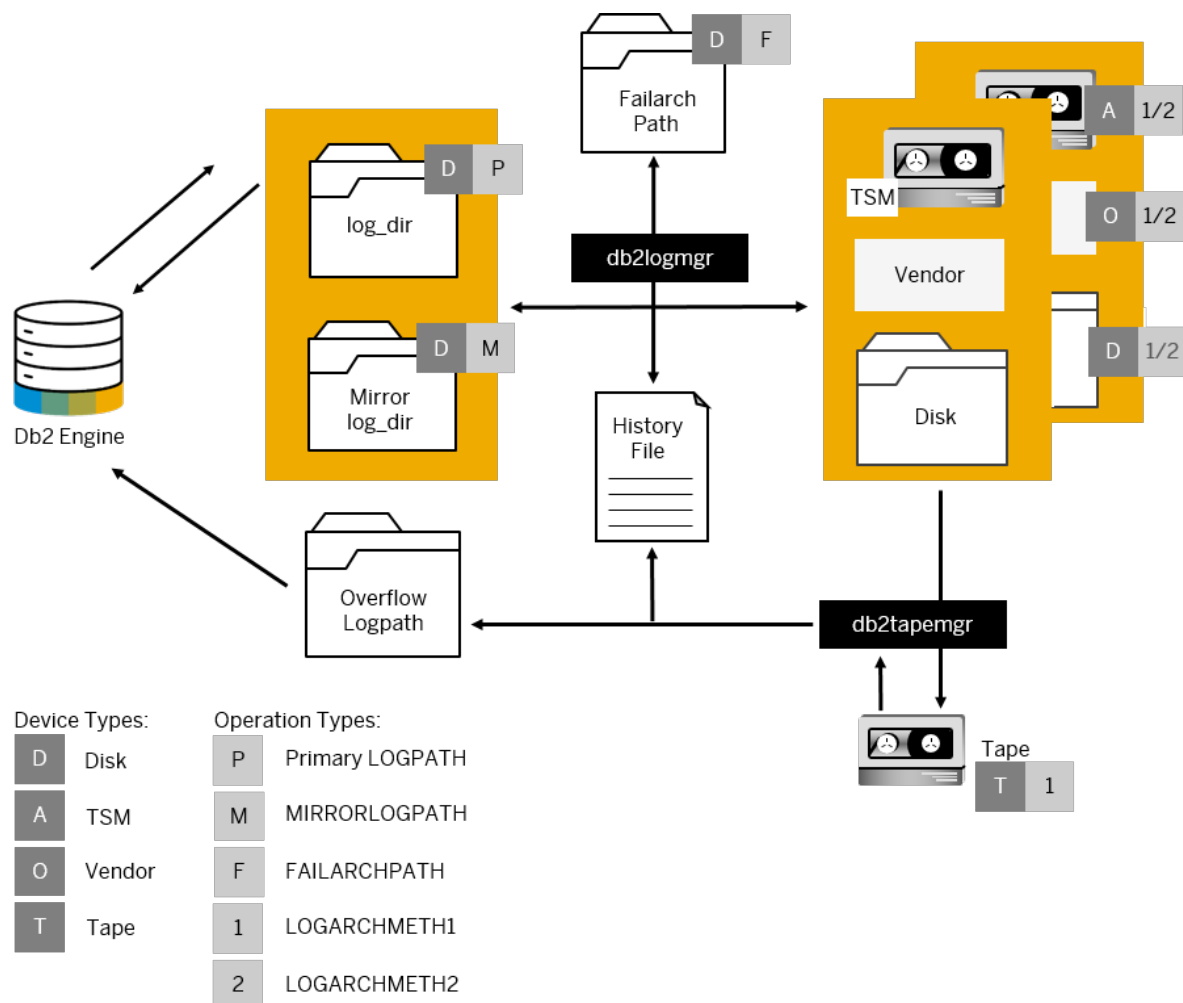 D F
Failarch
Path
A 1/2
D P
TSM
log_dir
O 1/2
db2logmgr
Vendor
D M
D 1/2
Mirror
log_dir
Disk
History
File
Db2 Engine
Overflow
Logpath
db2tapemgr
Tape
T 1
Device Types:
D Disk
A TSM
O Vendor
T Tape
Operation Types:
P Primary LOGPATH
M MIRRORLOGPATH
F FAILARCHPATH
1 LOGARCHMETH1
2 LOGARCHMETH2